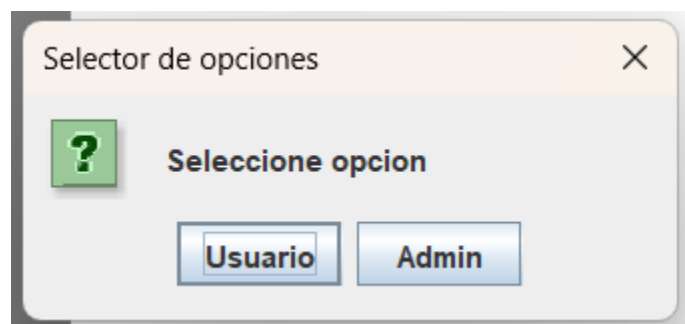 Selector de opciones
?
Seleccione opcion
Usuario Admin